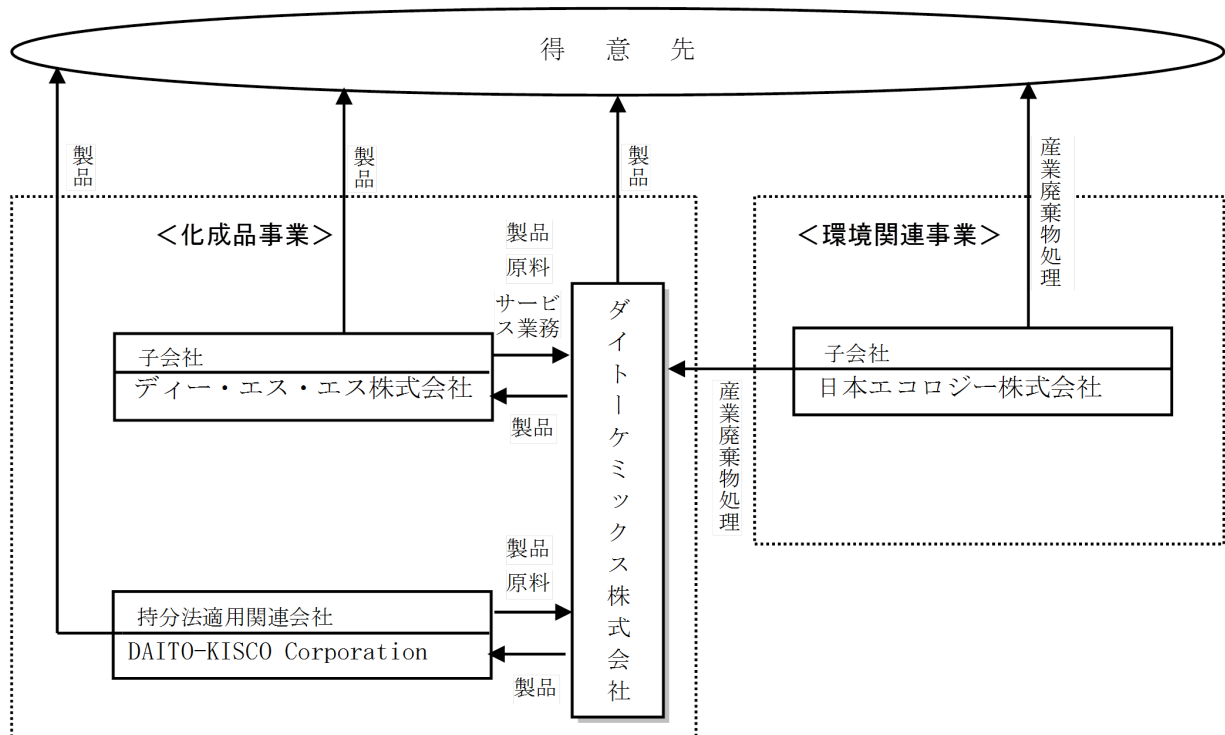 得意先
製品
製品
製品
産業廃棄物処理
＜化成品事業＞
＜環境関連事業＞
製品
原料
サービ
ス業務
子会社
ディー・エス・エス株式会社
製品
ダイトーケミックス株式会社
産業廃棄物処理
子会社
日本エコロジー株式会社
製品
原料
持分法適用関連会社
DAITO-KISCO Corporation
製品